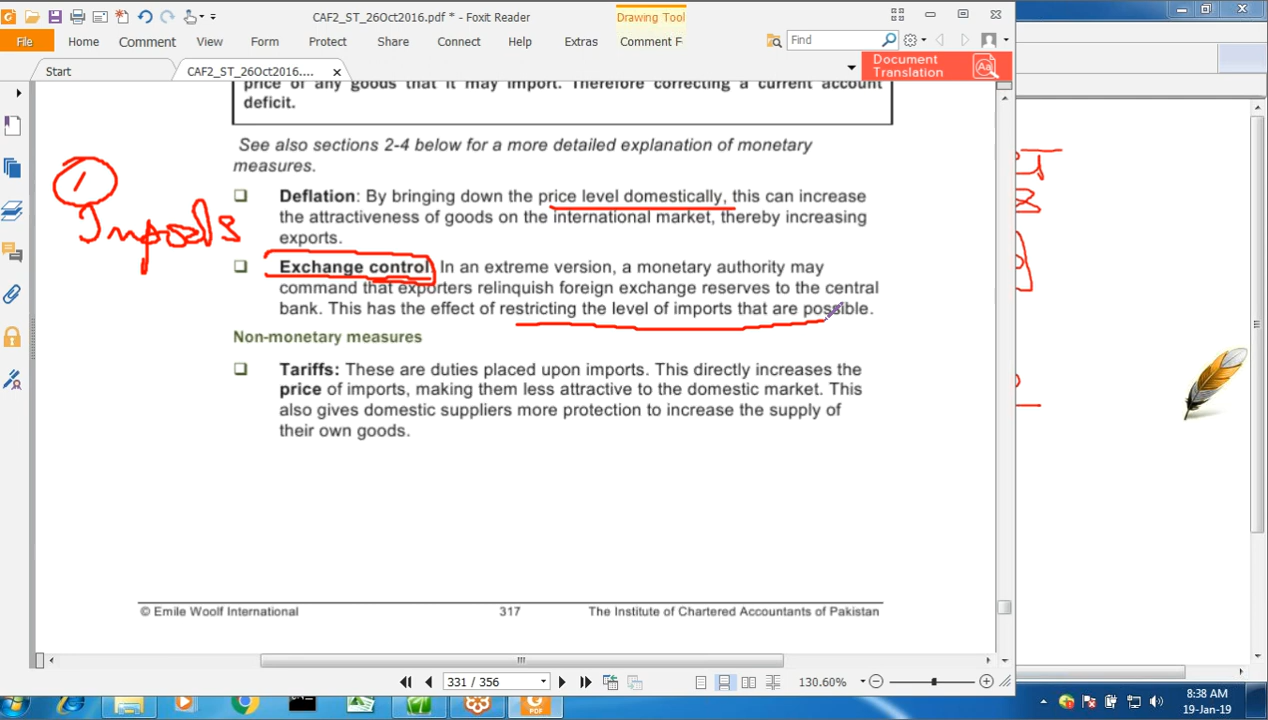 CAF2_ST_26Oct2016.pdf * - Foxit Reader
Drawing Tool
File Home Comment View Form Protect Share Connect Help Extras Comment F
Find
Start CAF2_ST_26Oct2016....
Document
Translation
price of any goods that it may import. Therefore correcting a current account
deficit.
See also sections 2-4 below for a more detailed explanation of monetary
measures.
1
Imports
Deflation: By bringing down the price level domestically, this can increase
the attractiveness of goods on the international market, thereby increasing
exports.
Exchange control: In an extreme version, a monetary authority may
command that exporters relinquish foreign exchange reserves to the central
bank. This has the effect of restricting the level of imports that are possible.
Non-monetary measures
Tariffs: These are duties placed upon imports. This directly increases the
price of imports, making them less attractive to the domestic market. This
also gives domestic suppliers more protection to increase the supply of
their own goods.
© Emile Woolf International 317 The Institute of Chartered Accountants of Pakistan
331 / 356
130.60%
PDF
8:38 AM
19-Jan-19